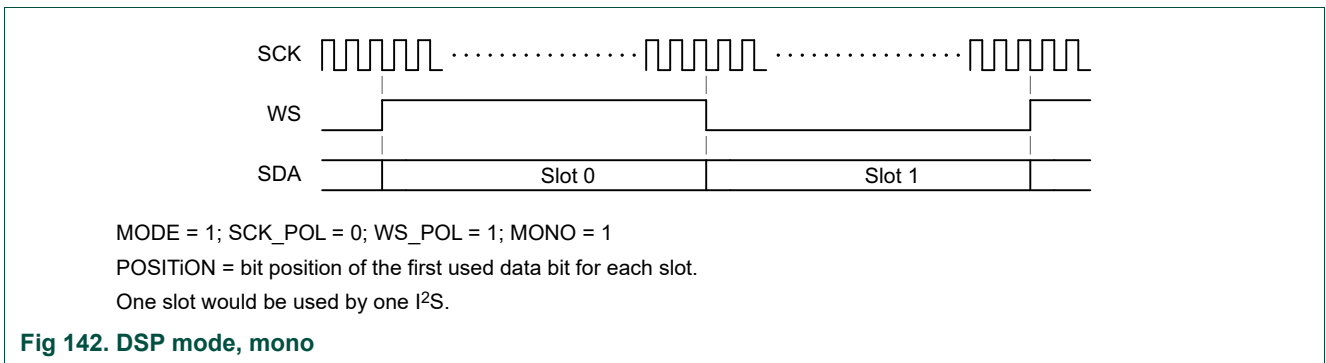 SCK
WS
SDA Slot 0 Slot 1
MODE = 1; SCK_POL = 0; WS_POL = 1; MONO = 1
POSITiON = bit position of the first used data bit for each slot.
One slot would be used by one I²S.
Fig 142. DSP mode, mono